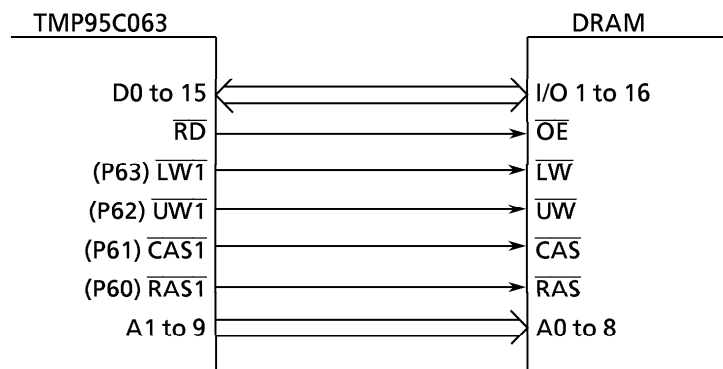 TMP95C063 DRAM
D0 to 15 I/O 1 to 16
RD OE
(P63) LW1 LW
(P62) UW1 UW
(P61) CAS1 CAS
(P60) RAS1 RAS
A1 to 9 A0 to 8